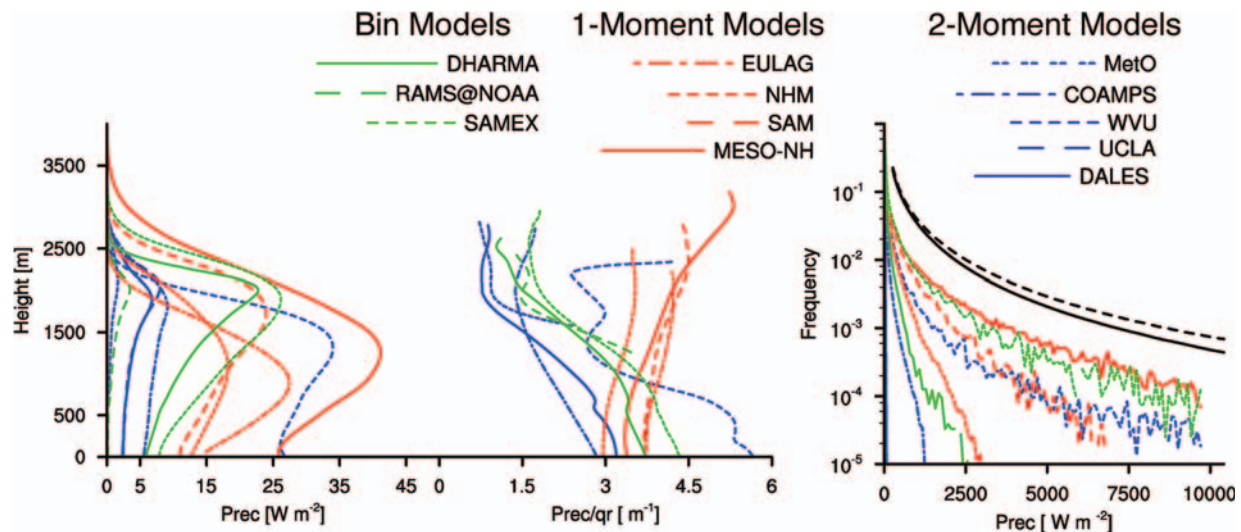 Bin Models 1-Moment Models 2-Moment Models
DHARMA EULAG MetO
RAMS@NOAA NHM COAMPS
SAMEX SAM WVU
MESO-NH UCLA
DALES
3500
2500
1500
500
0
Height [m]
0 5 15 25 35 45
Prec [W m⁻²]
0 1.5 3 4.5 6
Prec/qr [ m⁻¹]
10⁻¹
10⁻²
10⁻³
10⁻⁴
10⁻⁵
Frequency
0 2500 5000 7500 10000
Prec [ W m⁻²]